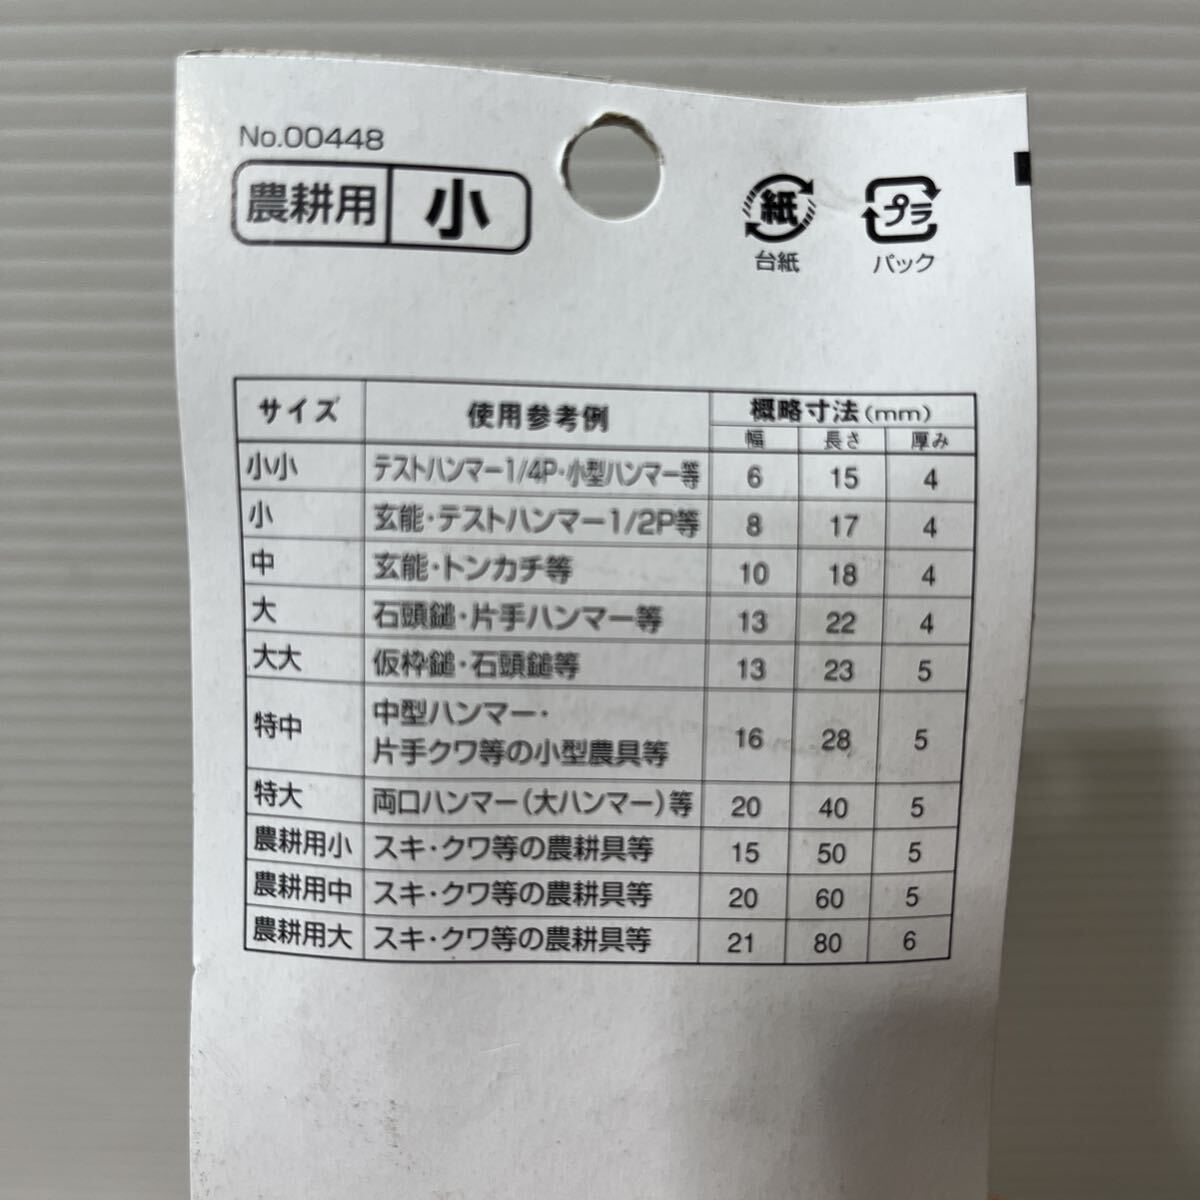 No.00448
農耕用 小
紙 プラ
台紙 パック
サイズ 使用参考例 概略寸法(mm)
幅 長さ 厚み
小小 テストハンマー1/4P・小型ハンマー等 6 15 4
小 玄能・テストハンマー1/2P等 8 17 4
中 玄能・トンカチ等 10 18 4
大 石頭鎚・片手ハンマー等 13 22 4
大大 仮枠鎚・石頭鎚等 13 23 5
特中 中型ハンマー・
片手クワ等の小型農具等 16 28 5
特大 両口ハンマー(大ハンマー)等 20 40 5
農耕用小 スキ・クワ等の農耕具等 15 50 5
農耕用中 スキ・クワ等の農耕具等 20 60 5
農耕用大 スキ・クワ等の農耕具等 21 80 6